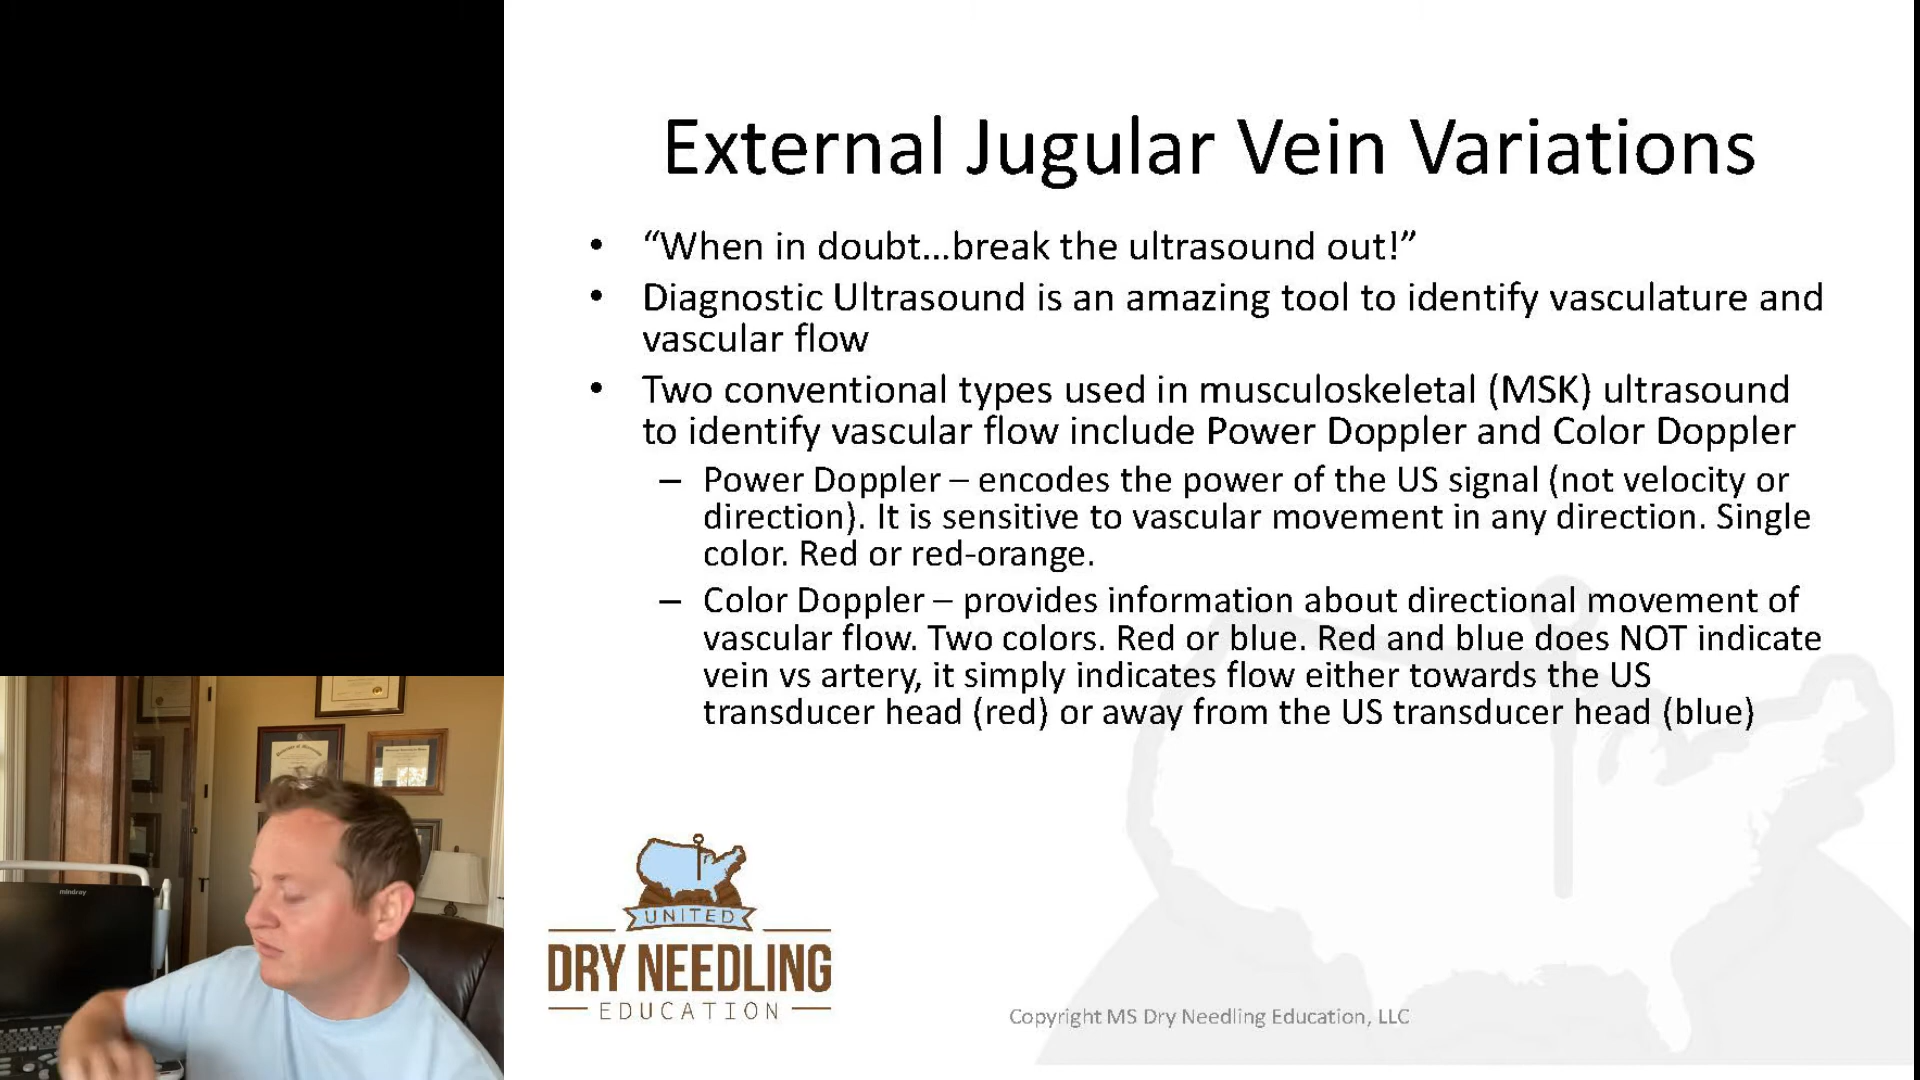 External Jugular Vein Variations
• “When in doubt…break the ultrasound out!”
• Diagnostic Ultrasound is an amazing tool to identify vasculature and
vascular flow
• Two conventional types used in musculoskeletal (MSK) ultrasound
to identify vascular flow include Power Doppler and Color Doppler
– Power Doppler – encodes the power of the US signal (not velocity or
direction). It is sensitive to vascular movement in any direction. Single
color. Red or red-orange.
– Color Doppler – provides information about directional movement of
vascular flow. Two colors. Red or blue. Red and blue does NOT indicate
vein vs artery, it simply indicates flow either towards the US
transducer head (red) or away from the US transducer head (blue)
mindray
UNITED
DRY NEEDLING
EDUCATION
Copyright MS Dry Needling Education, LLC